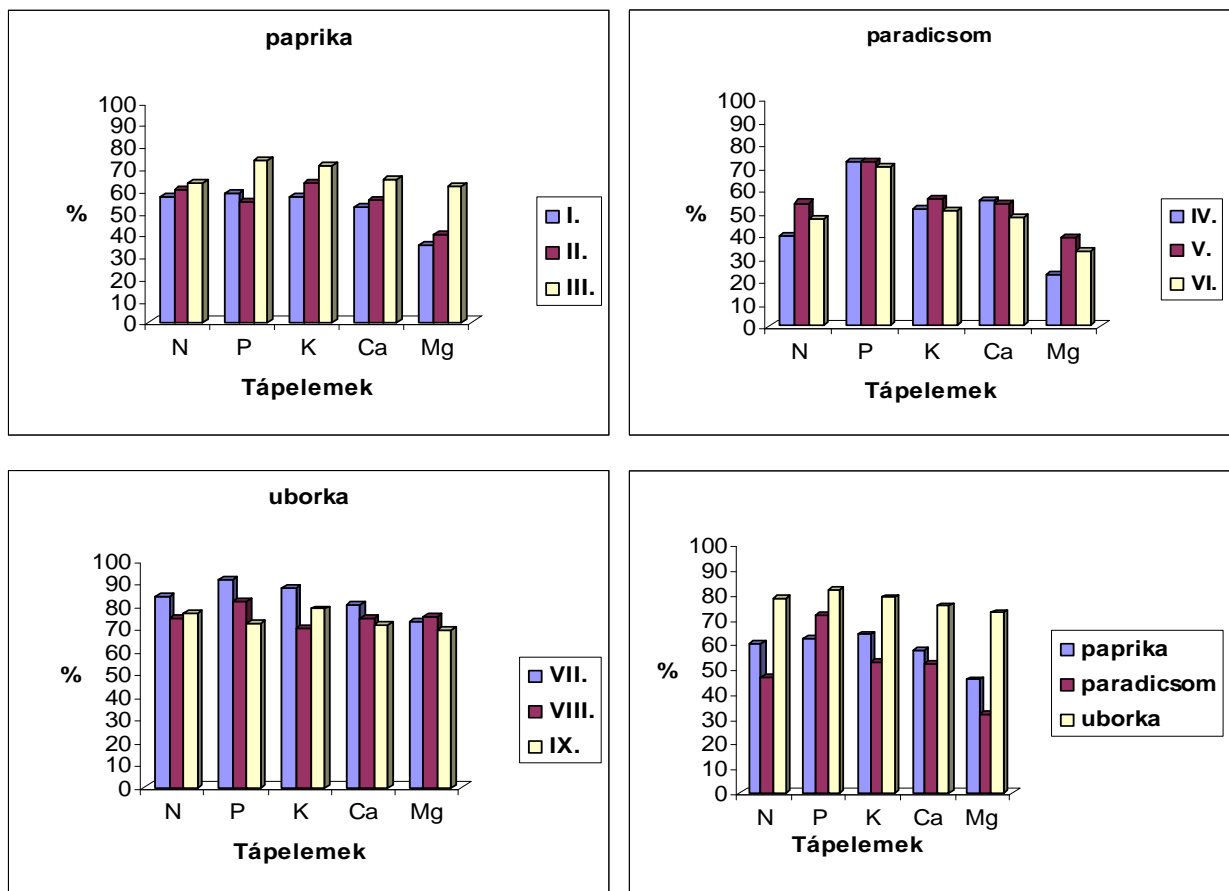 paprika
100
90
80
70
60
50
40
30
20
10
0
%
N P K Ca Mg
Tápelemek
I.
II.
III.
paradicsom
100
90
80
70
60
50
40
30
20
10
0
%
N P K Ca Mg
Tápelemek
IV.
V.
VI.
uborka
100
90
80
70
60
50
40
30
20
10
0
%
N P K Ca Mg
Tápelemek
VII.
VIII.
IX.
100
90
80
70
60
50
40
30
20
10
0
%
N P K Ca Mg
Tápelemek
paprika
paradicsom
uborka